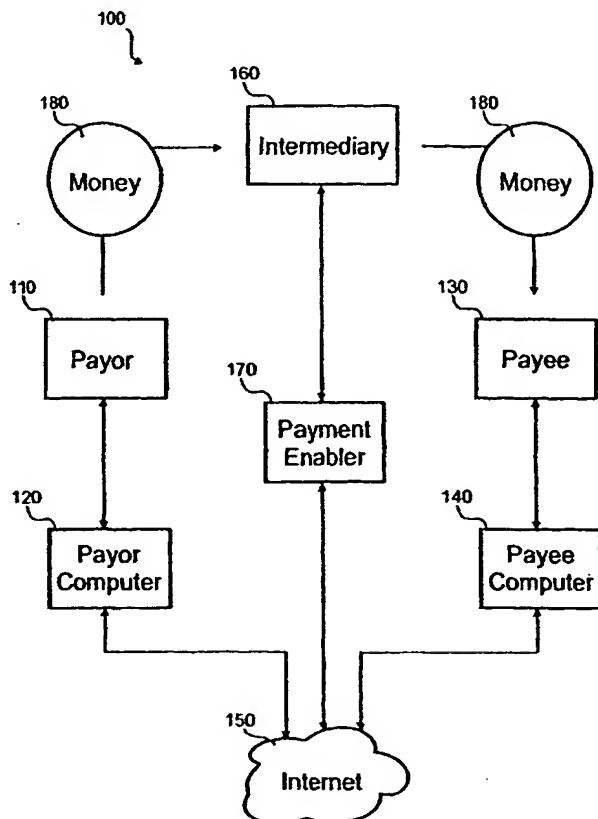 100
180
160
180
Money
Intermediary
Money
110
130
Payor
170
Payee
Payment
Enabler
120
140
Payor
Computer
Payee
Computer
150
Internet